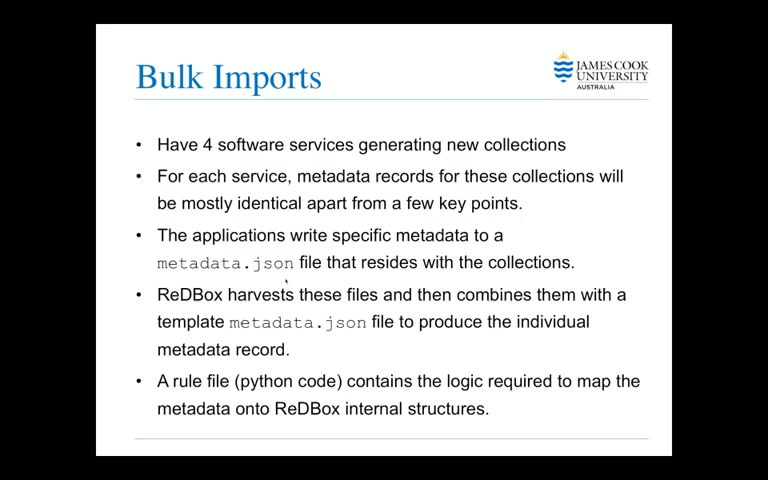 Bulk Imports
JAMES COOK
UNIVERSITY
AUSTRALIA
• Have 4 software services generating new collections
• For each service, metadata records for these collections will
be mostly identical apart from a few key points.
• The applications write specific metadata to a
metadata.json file that resides with the collections.
• ReDBox harvests these files and then combines them with a
template metadata.json file to produce the individual
metadata record.
• A rule file (python code) contains the logic required to map the
metadata onto ReDBox internal structures.